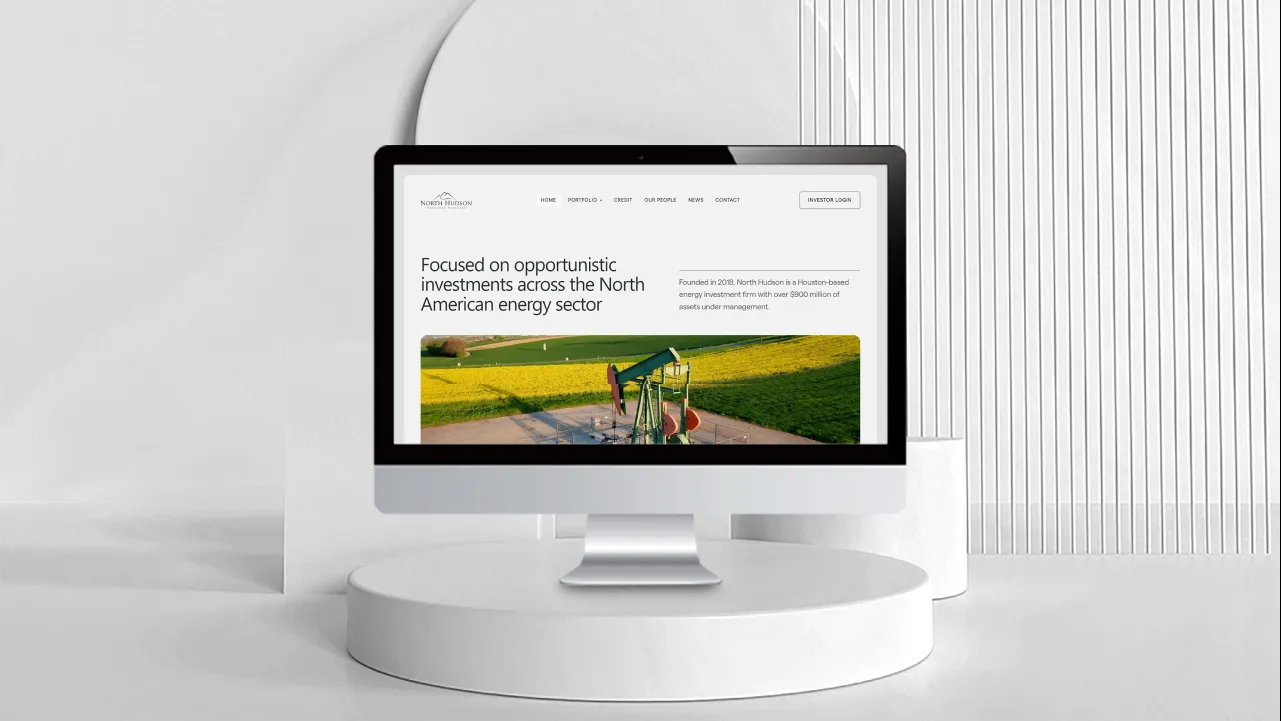 NORTH HUDSON
RESOURCE PARTNERS
HOME
PORTFOLIO
CREDIT
OUR PEOPLE
NEWS
CONTACT
INVESTOR LOGIN
Focused on opportunistic
investments across the North
American energy sector
Founded in 2018, North Hudson is a Houston-based
energy investment firm with over $900 million of
assets under management.